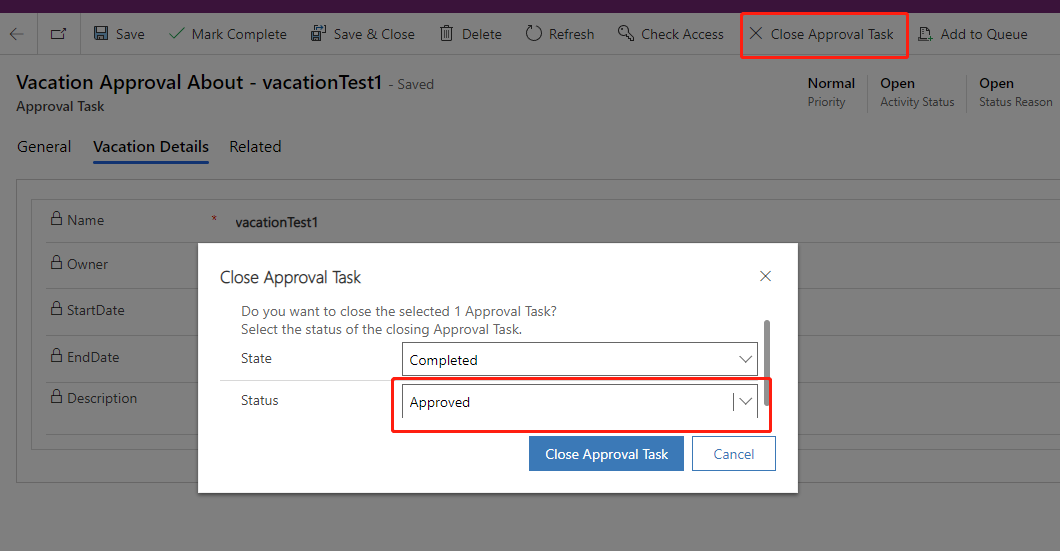 Save Mark Complete Save & Close Delete Refresh Check Access Close Approval Task Add to Queue
Vacation Approval About - vacationTest1 - Saved
Approval Task
Normal
Priority
Open
Activity Status
Open
Status Reason
General Vacation Details Related
Name * vacationTest1
Owner
StartDate
EndDate
Description
Close Approval Task
Do you want to close the selected 1 Approval Task?
Select the status of the closing Approval Task.
State Completed
Status Approved
Close Approval Task Cancel